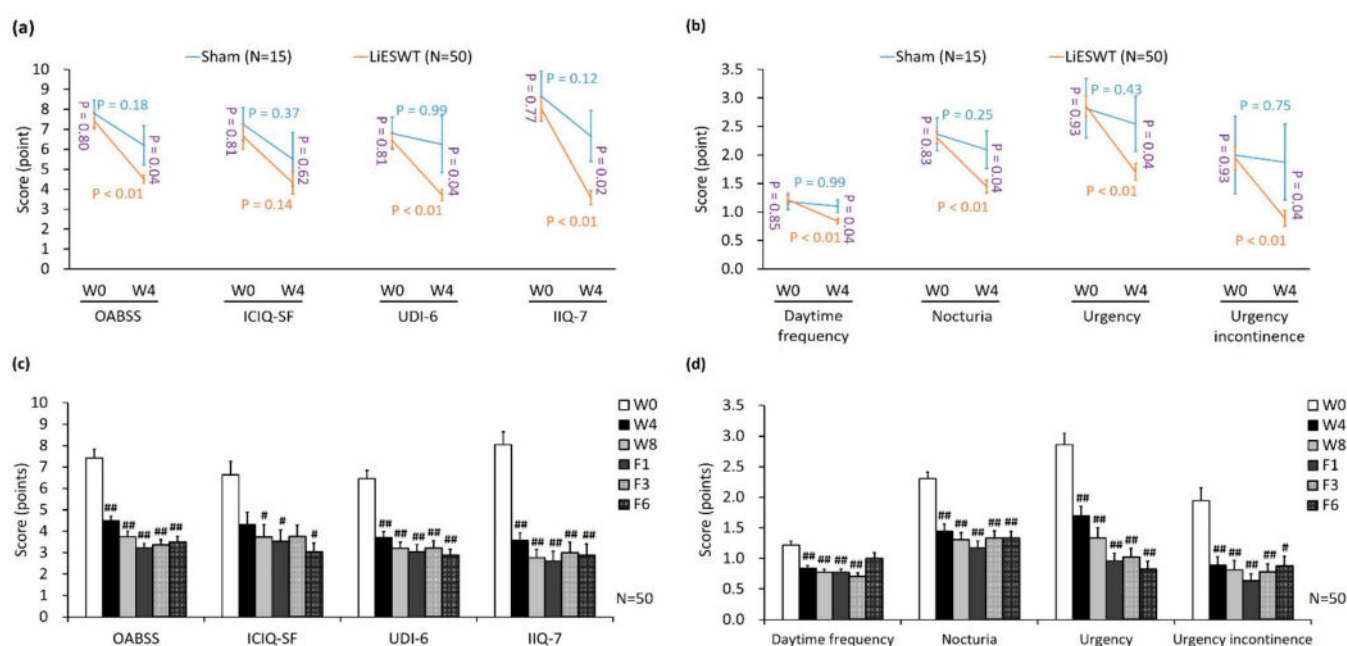 (a)
Sham (N=15) LiESWT (N=50)
Score (point)
10
9
8
7
6
5
4
3
2
1
0
P = 0.80
P = 0.18
P = 0.04
P < 0.01
P = 0.81
P = 0.37
P = 0.62
P = 0.14
P = 0.81
P = 0.99
P = 0.04
P < 0.01
P = 0.77
P = 0.12
P = 0.02
P < 0.01
W0 W4 W0 W4 W0 W4 W0 W4
OABSS ICIQ-SF UDI-6 IIQ-7
(b)
Sham (N=15) LiESWT (N=50)
Score (point)
3.5
3.0
2.5
2.0
1.5
1.0
0.5
0.0
P = 0.85
P = 0.99
P = 0.04
P < 0.01
P = 0.83
P = 0.25
P = 0.04
P < 0.01
P = 0.93
P = 0.43
P = 0.04
P < 0.01
P = 0.93
P = 0.75
P = 0.04
P < 0.01
W0 W4 W0 W4 W0 W4 W0 W4
Daytime Nocturia Urgency Urgency
frequency incontinence
(c)
Score (points)
10
9
8
7
6
5
4
3
2
1
0
## ## ## ## ##
# # #
## ## ## ## ##
## ## ## ## ##
W0
W4
W8
F1
F3
F6
N=50
OABSS ICIQ-SF UDI-6 IIQ-7
(d)
Score (points)
3.5
3.0
2.5
2.0
1.5
1.0
0.5
0.0
## ## ## ##
## ## ## ## ##
## ## ## ## ##
## ## ## ## #
W0
W4
W8
F1
F3
F6
N=50
Daytime frequency Nocturia Urgency Urgency incontinence